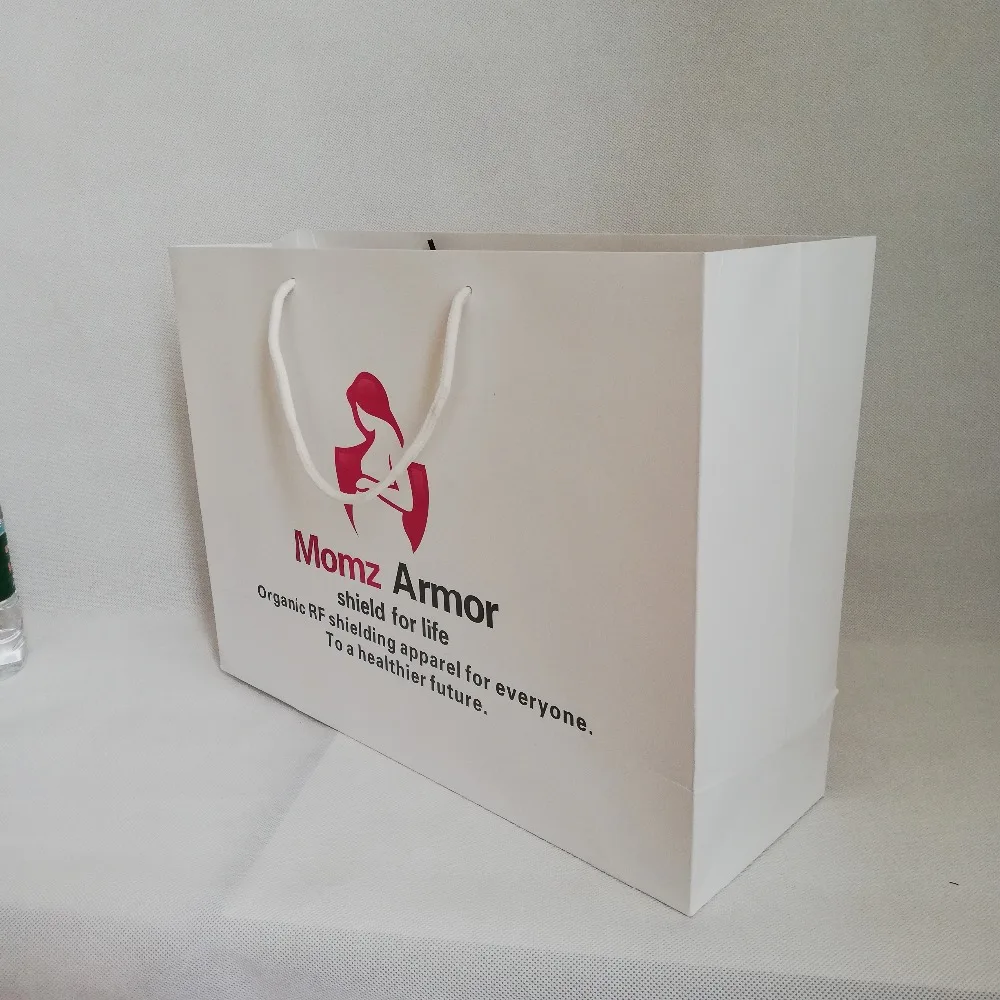 Momz Armor
shield for life
Organic RF shielding apparel for everyone.
To a healthier future.